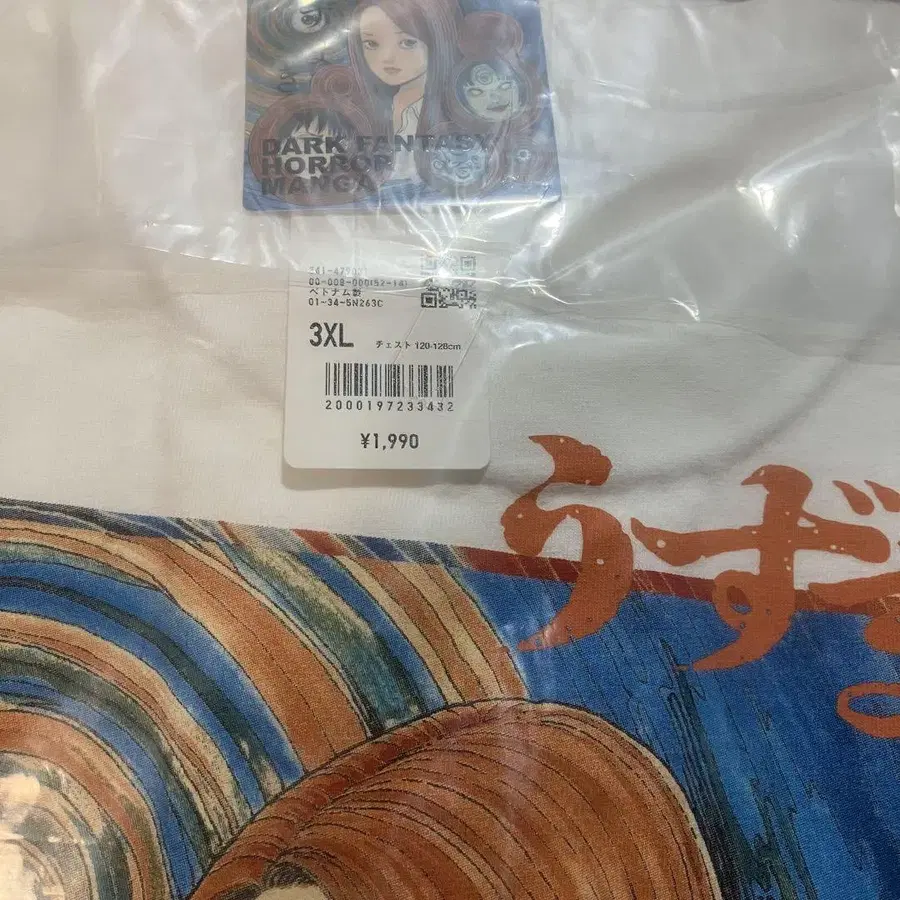 DARK FANTASY
HORROR
MANGA
00-008-000(52-14)
ベトナム製
01-34-5N263C
3XL チェスト 120-128cm
2000197233432
¥1,990
うず